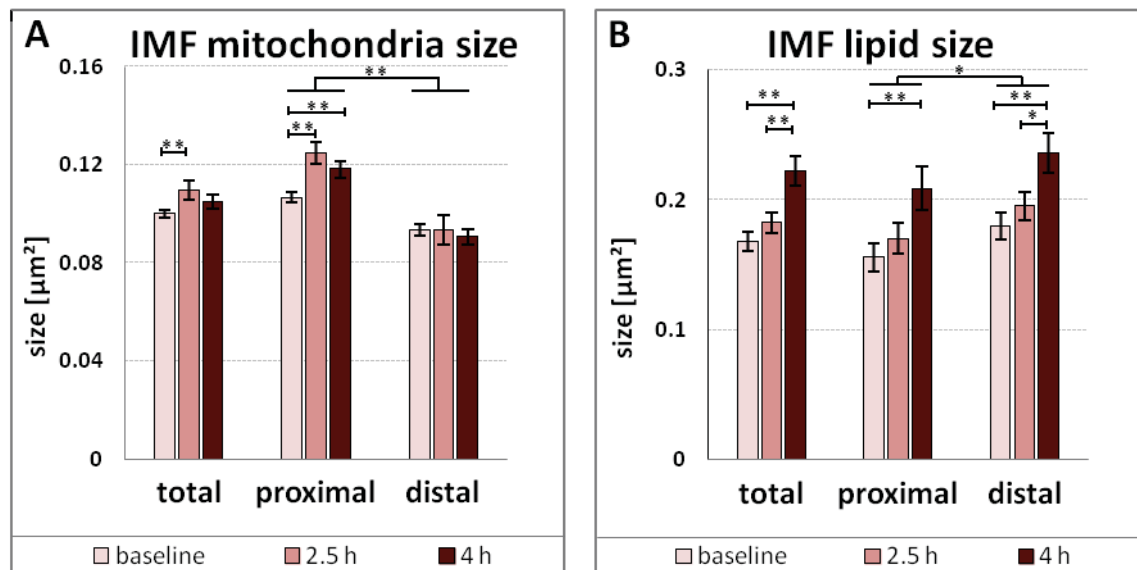 A IMF mitochondria size
0.16
0.12
0.08
0.04
0
size [µm²]
**
**
**
**
total proximal distal
baseline 2.5 h 4 h
B IMF lipid size
0.3
0.2
0.1
0
size [µm²]
*
** ** **
** *
total proximal distal
baseline 2.5 h 4 h